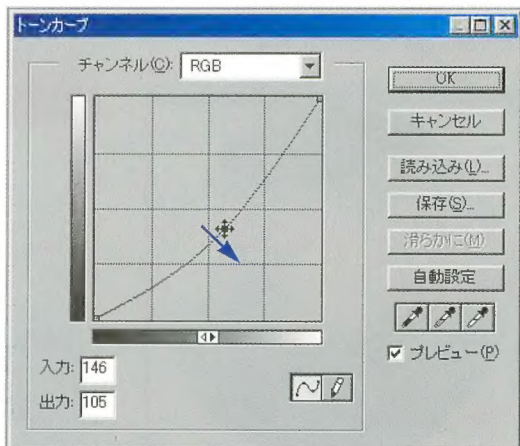 トーンカーブ
チャンネル(C): RGB
OK
キャンセル
読み込み(L)...
保存(S)...
滑らかに(M)
自動設定
プレビュー(P)
入力: 146
出力: 105